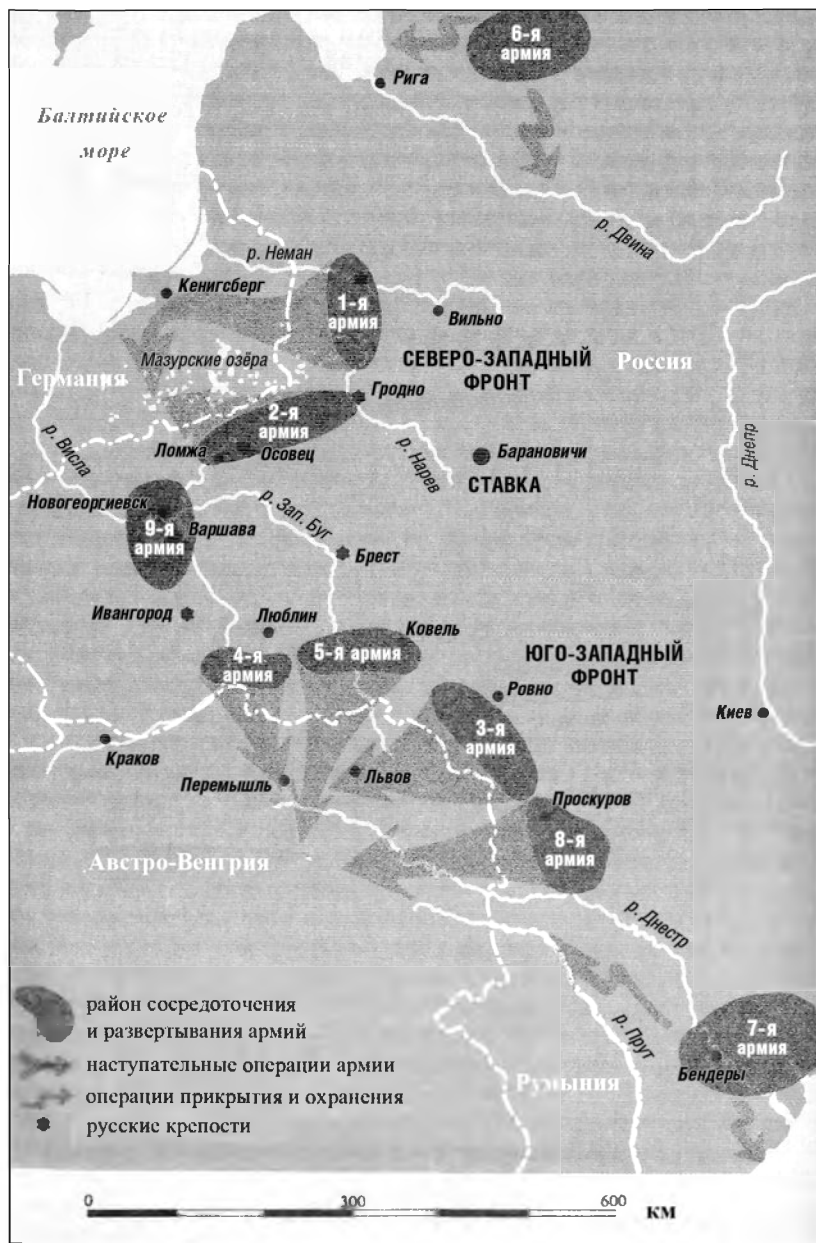 6-я
армия
Рига
Балтийское
море
р. Двина
р. Неман
Кенигсберг
1-я
армия
Вильно
Мазурские озёра
СЕВЕРО-ЗАПАДНЫЙ
ФРОНТ
Россия
Германия
Гродно
2-я
армия
р. Висла
Ломжа
Осовец
р. Нарев
Барановичи
СТАВКА
р. Днепр
Новогеоргиевск
9-я
армия
Варшава
р. Зап. Буг
Брест
Ивангород
Люблин
Ковель
4-я
армия
5-я армия
ЮГО-ЗАПАДНЫЙ
ФРОНТ
Ровно
Киев
3-я
армия
Краков
Перемышль
Львов
Проскуров
8-я
армия
Австро-Венгрия
р. Днестр
р. Прут
7-я
армия
Бендеры
Румыния
район сосредоточения
и развертывания армий
наступательные операции армии
операции прикрытия и охранения
русские крепости
0 300 600 км